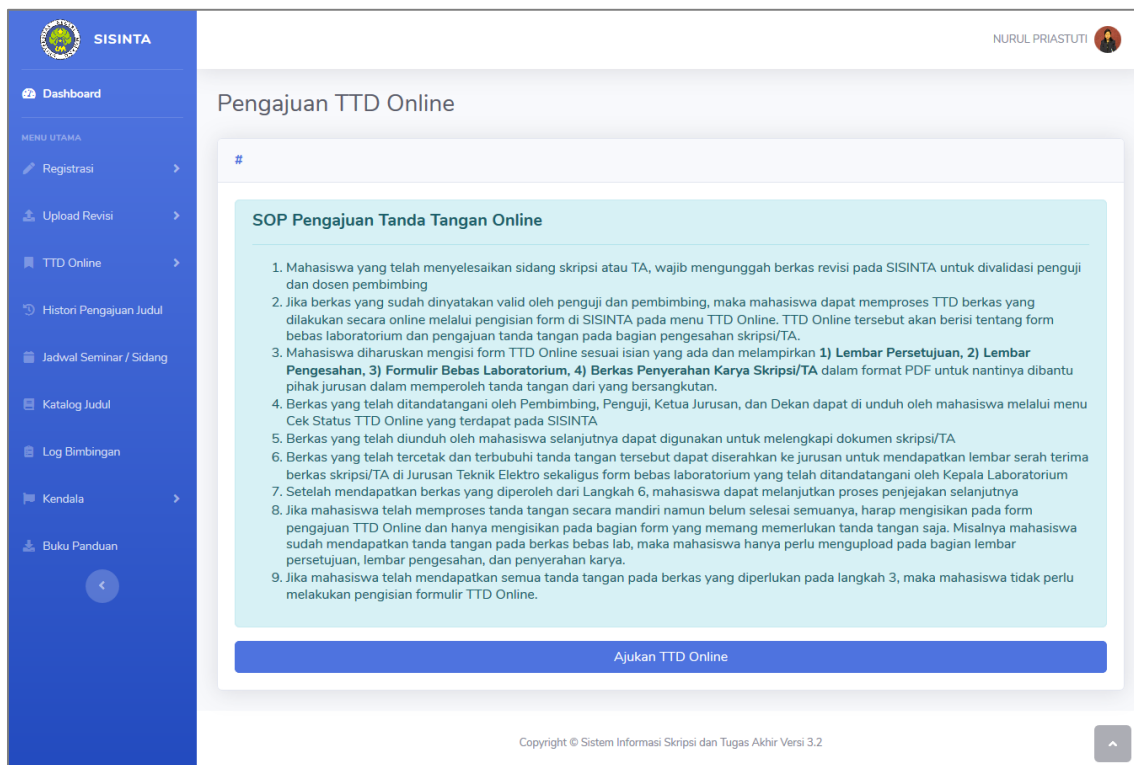 SISINTA
NURUL PRIASTUTI
Dashboard
MENU UTAMA
Registrasi
Upload Revisi
TTD Online
Histori Pengajuan Judul
Jadwal Seminar / Sidang
Katalog Judul
Log Bimbingan
Kendala
Buku Panduan
Pengajuan TTD Online
#
SOP Pengajuan Tanda Tangan Online
1. Mahasiswa yang telah menyelesaikan sidang skripsi atau TA, wajib mengunggah berkas revisi pada SISINTA untuk divalidasi penguji
dan dosen pembimbing
2. Jika berkas yang sudah dinyatakan valid oleh penguji dan pembimbing, maka mahasiswa dapat memproses TTD berkas yang
dilakukan secara online melalui pengisian form di SISINTA pada menu TTD Online. TTD Online tersebut akan berisi tentang form
bebas laboratorium dan pengajuan tanda tangan pada bagian pengesahan skripsi/TA.
3. Mahasiswa diharuskan mengisi form TTD Online sesuai isian yang ada dan melampirkan 1) Lembar Persetujuan, 2) Lembar
Pengesahan, 3) Formulir Bebas Laboratorium, 4) Berkas Penyerahan Karya Skripsi/TA dalam format PDF untuk nantinya dibantu
pihak jurusan dalam memperoleh tanda tangan dari yang bersangkutan.
4. Berkas yang telah ditandatangani oleh Pembimbing, Penguji, Ketua Jurusan, dan Dekan dapat di unduh oleh mahasiswa melalui menu
Cek Status TTD Online yang terdapat pada SISINTA
5. Berkas yang telah diunduh oleh mahasiswa selanjutnya dapat digunakan untuk melengkapi dokumen skripsi/TA
6. Berkas yang telah tercetak dan terbubuhi tanda tangan tersebut dapat diserahkan ke jurusan untuk mendapatkan lembar serah terima
berkas skripsi/TA di Jurusan Teknik Elektro sekaligus form bebas laboratorium yang telah ditandatangani oleh Kepala Laboratorium
7. Setelah mendapatkan berkas yang diperoleh dari Langkah 6, mahasiswa dapat melanjutkan proses penjejakan selanjutnya
8. Jika mahasiswa telah memproses tanda tangan secara mandiri namun belum selesai semuanya, harap mengisikan pada form
pengajuan TTD Online dan hanya mengisikan pada bagian form yang memang memerlukan tanda tangan saja. Misalnya mahasiswa
sudah mendapatkan tanda tangan pada berkas bebas lab, maka mahasiswa hanya perlu mengupload pada bagian lembar
persetujuan, lembar pengesahan, dan penyerahan karya.
9. Jika mahasiswa telah mendapatkan semua tanda tangan pada berkas yang diperlukan pada langkah 3, maka mahasiswa tidak perlu
melakukan pengisian formulir TTD Online.
Ajukan TTD Online
Copyright © Sistem Informasi Skripsi dan Tugas Akhir Versi 3.2